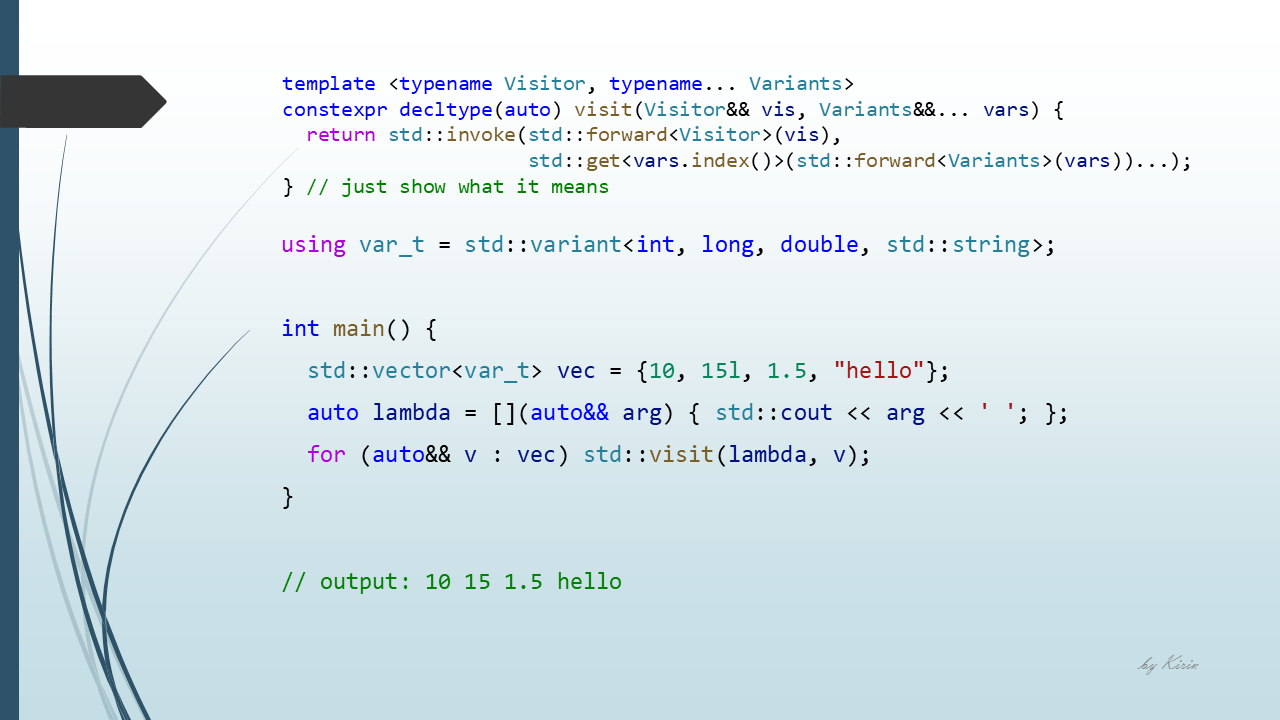 template <typename Visitor, typename... Variants>
constexpr decltype(auto) visit(Visitor&& vis, Variants&&... vars) {
  return std::invoke(std::forward<Visitor>(vis),
                     std::get<vars.index()>(std::forward<Variants>(vars))...);
} // just show what it means
using var_t = std::variant<int, long, double, std::string>;
int main() {
  std::vector<var_t> vec = {10, 15l, 1.5, "hello"};
  auto lambda = [](auto&& arg) { std::cout << arg << ' '; };
  for (auto&& v : vec) std::visit(lambda, v);
}
// output: 10 15 1.5 hello
by Kirin